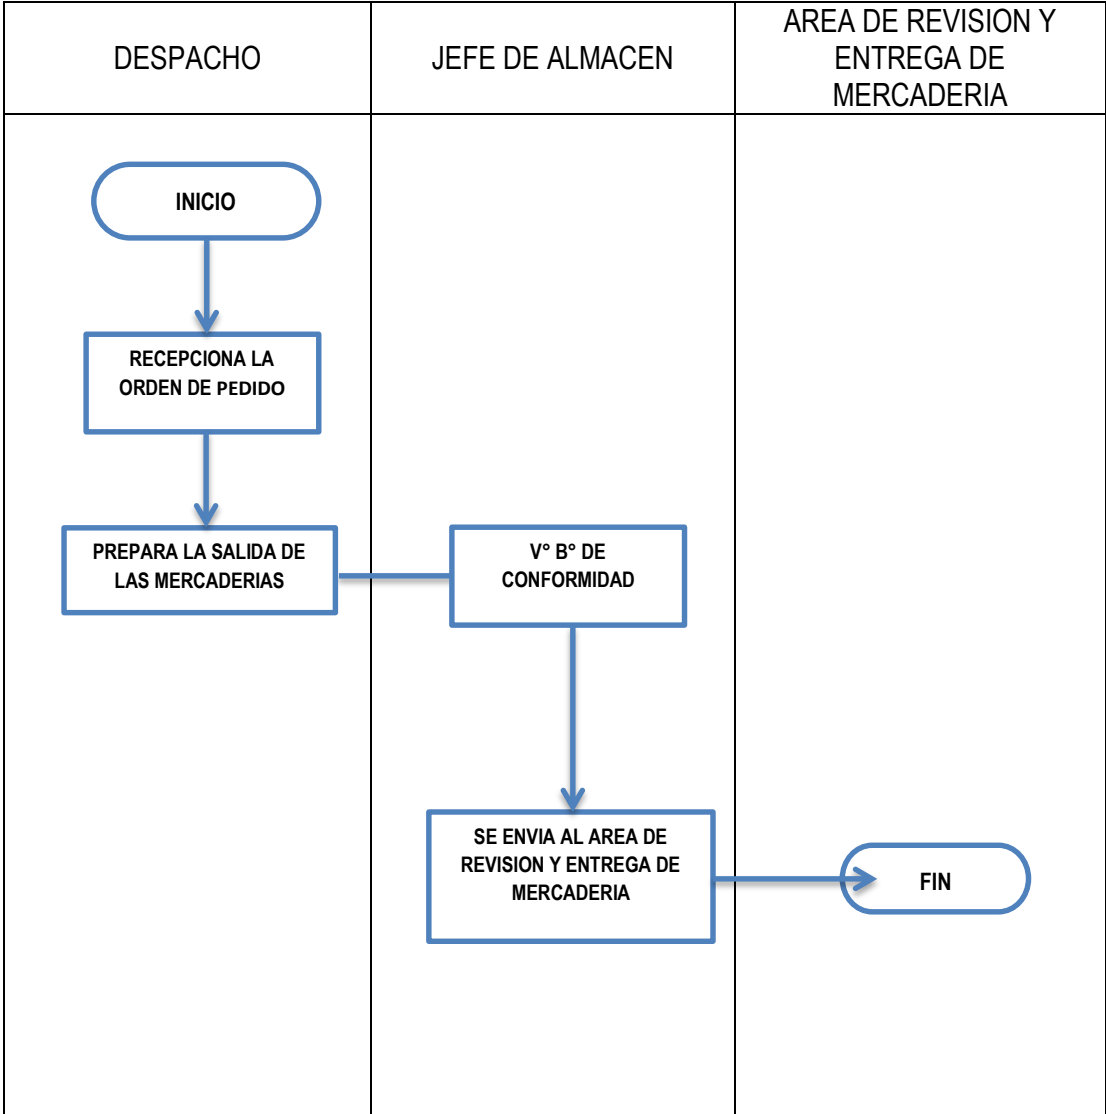 DESPACHO
JEFE DE ALMACEN
AREA DE REVISION Y
ENTREGA DE
MERCADERIA
INICIO
RECEPCIONA LA
ORDEN DE PEDIDO
PREPARA LA SALIDA DE
LAS MERCADERIAS
V° B° DE
CONFORMIDAD
SE ENVIA AL AREA DE
REVISION Y ENTREGA DE
MERCADERIA
FIN